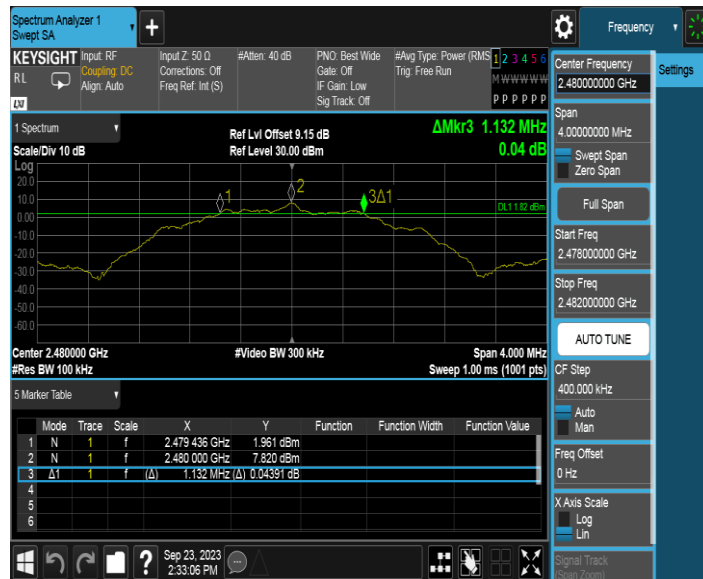 Spectrum Analyzer 1
Swept SA
Frequency
KEYSIGHT
RL
LXI
Input: RF
Coupling: DC
Align: Auto
Input Z: 50 Ω
Corrections: Off
Freq Ref: Int (S)
#Atten: 40 dB
PNO: Best Wide
Gate: Off
IF Gain: Low
Sig Track: Off
#Avg Type: Power (RMS
Trig: Free Run
1 2 3 4 5 6
M W W W W W
P P P P P P
Center Frequency
2.480000000 GHz
Settings
Span
4.00000000 MHz
Swept Span
Zero Span
Full Span
Start Freq
2.478000000 GHz
Stop Freq
2.482000000 GHz
AUTO TUNE
CF Step
400.000 kHz
Auto
Man
Freq Offset
0 Hz
X Axis Scale
Log
Lin
Signal Track
(Span Zoom)
1 Spectrum
Scale/Div 10 dB
Ref Lvl Offset 9.15 dB
Ref Level 30.00 dBm
ΔMkr3 1.132 MHz
0.04 dB
Log
20.0
10.0
0.00
-10.0
-20.0
-30.0
-40.0
-50.0
-60.0
1
2
3Δ1
DL1 1.82 dBm
Center 2.480000 GHz
#Res BW 100 kHz
#Video BW 300 kHz
Span 4.000 MHz
Sweep 1.00 ms (1001 pts)
5 Marker Table
Mode Trace Scale X Y Function Function Width Function Value
1 N 1 f 2.479 436 GHz 1.961 dBm
2 N 1 f 2.480 000 GHz 7.820 dBm
3 Δ1 1 f (Δ) 1.132 MHz (Δ) 0.04391 dB
4
5
6
?
Sep 23, 2023
2:33:06 PM